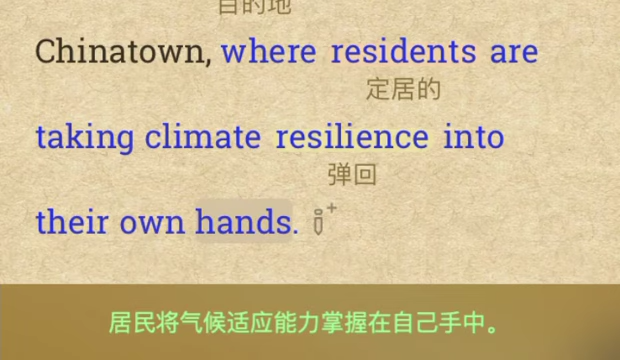 目的地
Chinatown, where residents are
定居的
taking climate resilience into
弹回
their own hands.
居民将气候适应能力掌握在自己手中。